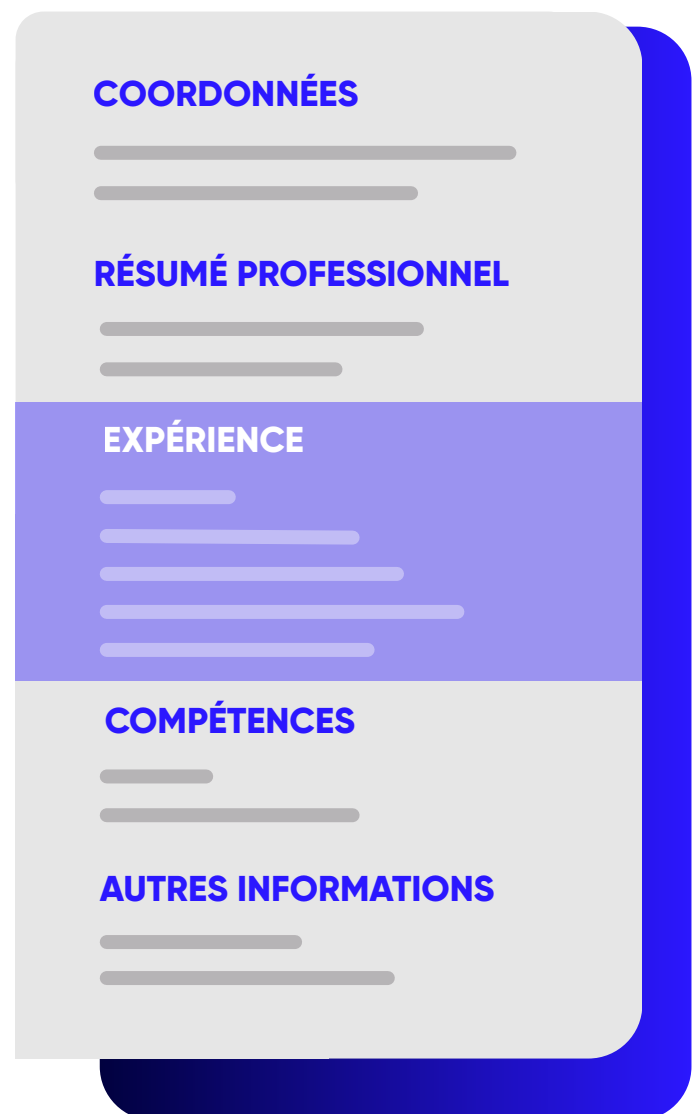 COORDONNÉES
RÉSUMÉ PROFESSIONNEL
EXPÉRIENCE
COMPÉTENCES
AUTRES INFORMATIONS